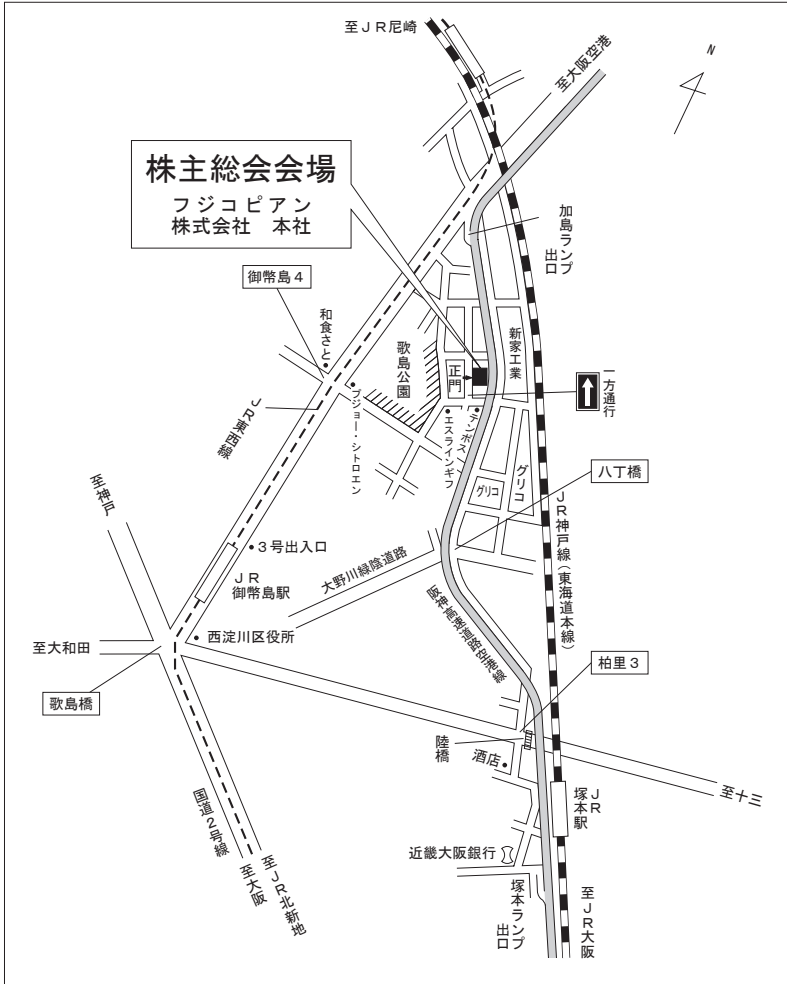 至ＪＲ尼崎
至大阪空港
N
株主総会会場
フジコピアン
株式会社　本社
加島ランプ
出口
御幣島４
和食さと
歌島公園
新家工業
正門
一方通行
プジョー・シトロエン
ＪＲ東西線
エスラインギフ
テンポス
グリコ
グリコ
八丁橋
至神戸
３号出入口
ＪＲ
御幣島駅
大野川緑陰道路
ＪＲ神戸線（東海道本線）
阪神高速道路空港線
西淀川区役所
至大和田
歌島橋
柏里３
陸橋
酒店
至十三
ＪＲ
塚本駅
国道２号線
近畿大阪銀行
至大阪
至ＪＲ北新地
塚本ランプ
出口
至ＪＲ大阪